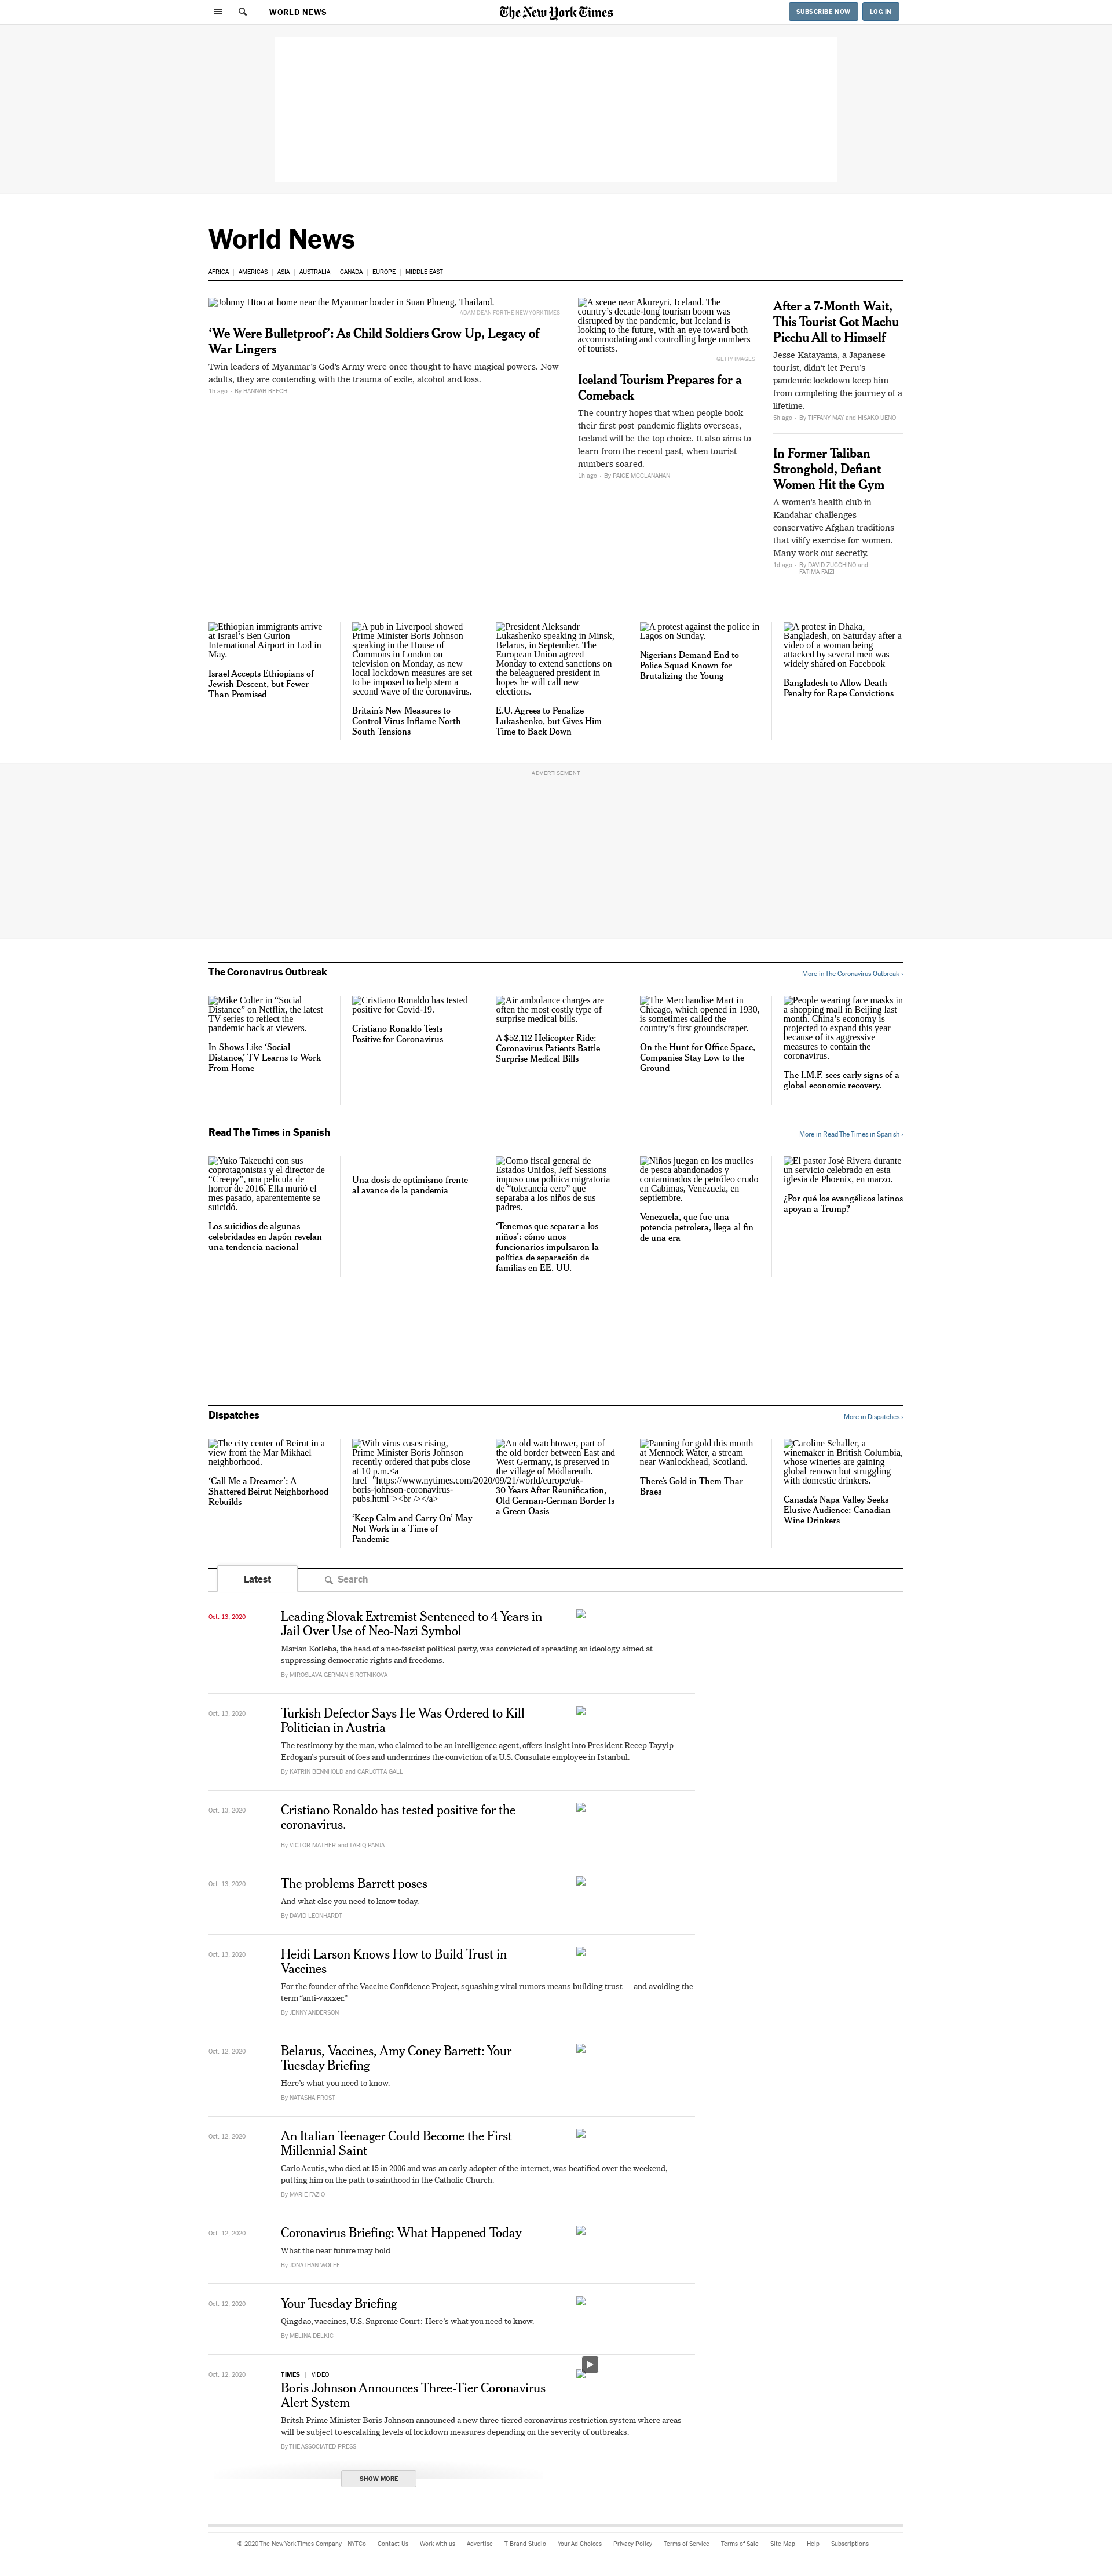 WORLD NEWS
The New York Times
SUBSCRIBE NOW
LOG IN
World News
AFRICA
AMERICAS
ASIA
AUSTRALIA
CANADA
EUROPE
MIDDLE EAST
Johnny Htoo at home near the Myanmar border in Suan Phueng, Thailand.
ADAM DEAN FOR THE NEW YORK TIMES
‘We Were Bulletproof’: As Child Soldiers Grow Up, Legacy of
War Lingers
Twin leaders of Myanmar’s God’s Army were once thought to have magical powers. Now
adults, they are contending with the trauma of exile, alcohol and loss.
1h ago - By HANNAH BEECH
A scene near Akureyri, Iceland. The
country’s decade-long tourism boom was
disrupted by the pandemic, but Iceland is
looking to the future, with an eye toward both
accommodating and controlling large numbers
of tourists.
GETTY IMAGES
Iceland Tourism Prepares for a
Comeback
The country hopes that when people book
their first post-pandemic flights overseas,
Iceland will be the top choice. It also aims to
learn from the recent past, when tourist
numbers soared.
1h ago - By PAIGE MCCLANAHAN
After a 7-Month Wait,
This Tourist Got Machu
Picchu All to Himself
Jesse Katayama, a Japanese
tourist, didn’t let Peru’s
pandemic lockdown keep him
from completing the journey of a
lifetime.
5h ago - By TIFFANY MAY and HISAKO UENO
In Former Taliban
Stronghold, Defiant
Women Hit the Gym
A women’s health club in
Kandahar challenges
conservative Afghan traditions
that vilify exercise for women.
Many work out secretly.
1d ago - By DAVID ZUCCHINO and
FATIMA FAIZI
Ethiopian immigrants arrive
at Israel’s Ben Gurion
International Airport in Lod in
May.
Israel Accepts Ethiopians of
Jewish Descent, but Fewer
Than Promised
A pub in Liverpool showed
Prime Minister Boris Johnson
speaking in the House of
Commons in London on
television on Monday, as new
local lockdown measures are set
to be imposed to help stem a
second wave of the coronavirus.
Britain’s New Measures to
Control Virus Inflame North-
South Tensions
President Aleksandr
Lukashenko speaking in Minsk,
Belarus, in September. The
European Union agreed
Monday to extend sanctions on
the beleaguered president in
hopes he will call new
elections.
E.U. Agrees to Penalize
Lukashenko, but Gives Him
Time to Back Down
A protest against the police in
Lagos on Sunday.
Nigerians Demand End to
Police Squad Known for
Brutalizing the Young
A protest in Dhaka,
Bangladesh, on Saturday after a
video of a woman being
attacked by several men was
widely shared on Facebook
Bangladesh to Allow Death
Penalty for Rape Convictions
ADVERTISEMENT
The Coronavirus Outbreak
More in The Coronavirus Outbreak ›
Mike Colter in “Social
Distance” on Netflix, the latest
TV series to reflect the
pandemic back at viewers.
In Shows Like ‘Social
Distance,’ TV Learns to Work
From Home
Cristiano Ronaldo has tested
positive for Covid-19.
Cristiano Ronaldo Tests
Positive for Coronavirus
Air ambulance charges are
often the most costly type of
surprise medical bills.
A $52,112 Helicopter Ride:
Coronavirus Patients Battle
Surprise Medical Bills
The Merchandise Mart in
Chicago, which opened in 1930,
is sometimes called the
country’s first groundscraper.
On the Hunt for Office Space,
Companies Stay Low to the
Ground
People wearing face masks in
a shopping mall in Beijing last
month. China’s economy is
projected to expand this year
because of its aggressive
measures to contain the
coronavirus.
The I.M.F. sees early signs of a
global economic recovery.
Read The Times in Spanish
More in Read The Times in Spanish ›
Yuko Takeuchi con sus
coprotagonistas y el director de
“Creepy”, una película de
horror de 2016. Ella murió el
mes pasado, aparentemente se
suicidó.
Los suicidios de algunas
celebridades en Japón revelan
una tendencia nacional
Una dosis de optimismo frente
al avance de la pandemia
Como fiscal general de
Estados Unidos, Jeff Sessions
impuso una política migratoria
de “tolerancia cero” que
separaba a los niños de sus
padres.
‘Tenemos que separar a los
niños’: cómo unos
funcionarios impulsaron la
política de separación de
familias en EE. UU.
Niños juegan en los muelles
de pesca abandonados y
contaminados de petróleo crudo
en Cabimas, Venezuela, en
septiembre.
Venezuela, que fue una
potencia petrolera, llega al fin
de una era
El pastor José Rivera durante
un servicio celebrado en esta
iglesia de Phoenix, en marzo.
¿Por qué los evangélicos latinos
apoyan a Trump?
Dispatches
More in Dispatches ›
The city center of Beirut in a
view from the Mar Mikhael
neighborhood.
‘Call Me a Dreamer’: A
Shattered Beirut Neighborhood
Rebuilds
With virus cases rising,
Prime Minister Boris Johnson
recently ordered that pubs close
at 10 p.m.<a
href="https://www.nytimes.com/2020/09/21/world/europe/uk-
boris-johnson-coronavirus-
pubs.html"><br /></a>
‘Keep Calm and Carry On’ May
Not Work in a Time of
Pandemic
An old watchtower, part of
the old border between East and
West Germany, is preserved in
the village of Mödlareuth.
30 Years After Reunification,
Old German-German Border Is
a Green Oasis
Panning for gold this month
at Mennock Water, a stream
near Wanlockhead, Scotland.
There’s Gold in Them Thar
Braes
Caroline Schaller, a
winemaker in British Columbia,
whose wineries are gaining
global renown but struggling
with domestic drinkers.
Canada’s Napa Valley Seeks
Elusive Audience: Canadian
Wine Drinkers
Latest
Search
Oct. 13, 2020
Leading Slovak Extremist Sentenced to 4 Years in
Jail Over Use of Neo-Nazi Symbol
Marian Kotleba, the head of a neo-fascist political party, was convicted of spreading an ideology aimed at
suppressing democratic rights and freedoms.
By MIROSLAVA GERMAN SIROTNIKOVA
Oct. 13, 2020
Turkish Defector Says He Was Ordered to Kill
Politician in Austria
The testimony by the man, who claimed to be an intelligence agent, offers insight into President Recep Tayyip
Erdogan’s pursuit of foes and undermines the conviction of a U.S. Consulate employee in Istanbul.
By KATRIN BENNHOLD and CARLOTTA GALL
Oct. 13, 2020
Cristiano Ronaldo has tested positive for the
coronavirus.
By VICTOR MATHER and TARIQ PANJA
Oct. 13, 2020
The problems Barrett poses
And what else you need to know today.
By DAVID LEONHARDT
Oct. 13, 2020
Heidi Larson Knows How to Build Trust in
Vaccines
For the founder of the Vaccine Confidence Project, squashing viral rumors means building trust — and avoiding the
term “anti-vaxxer.”
By JENNY ANDERSON
Oct. 12, 2020
Belarus, Vaccines, Amy Coney Barrett: Your
Tuesday Briefing
Here’s what you need to know.
By NATASHA FROST
Oct. 12, 2020
An Italian Teenager Could Become the First
Millennial Saint
Carlo Acutis, who died at 15 in 2006 and was an early adopter of the internet, was beatified over the weekend,
putting him on the path to sainthood in the Catholic Church.
By MARIE FAZIO
Oct. 12, 2020
Coronavirus Briefing: What Happened Today
What the near future may hold
By JONATHAN WOLFE
Oct. 12, 2020
Your Tuesday Briefing
Qingdao, vaccines, U.S. Supreme Court: Here’s what you need to know.
By MELINA DELKIC
Oct. 12, 2020
TIMES | VIDEO
Boris Johnson Announces Three-Tier Coronavirus
Alert System
Britsh Prime Minister Boris Johnson announced a new three-tiered coronavirus restriction system where areas
will be subject to escalating levels of lockdown measures depending on the severity of outbreaks.
By THE ASSOCIATED PRESS
SHOW MORE
© 2020 The New York Times Company
NYTCo
Contact Us
Work with us
Advertise
T Brand Studio
Your Ad Choices
Privacy Policy
Terms of Service
Terms of Sale
Site Map
Help
Subscriptions